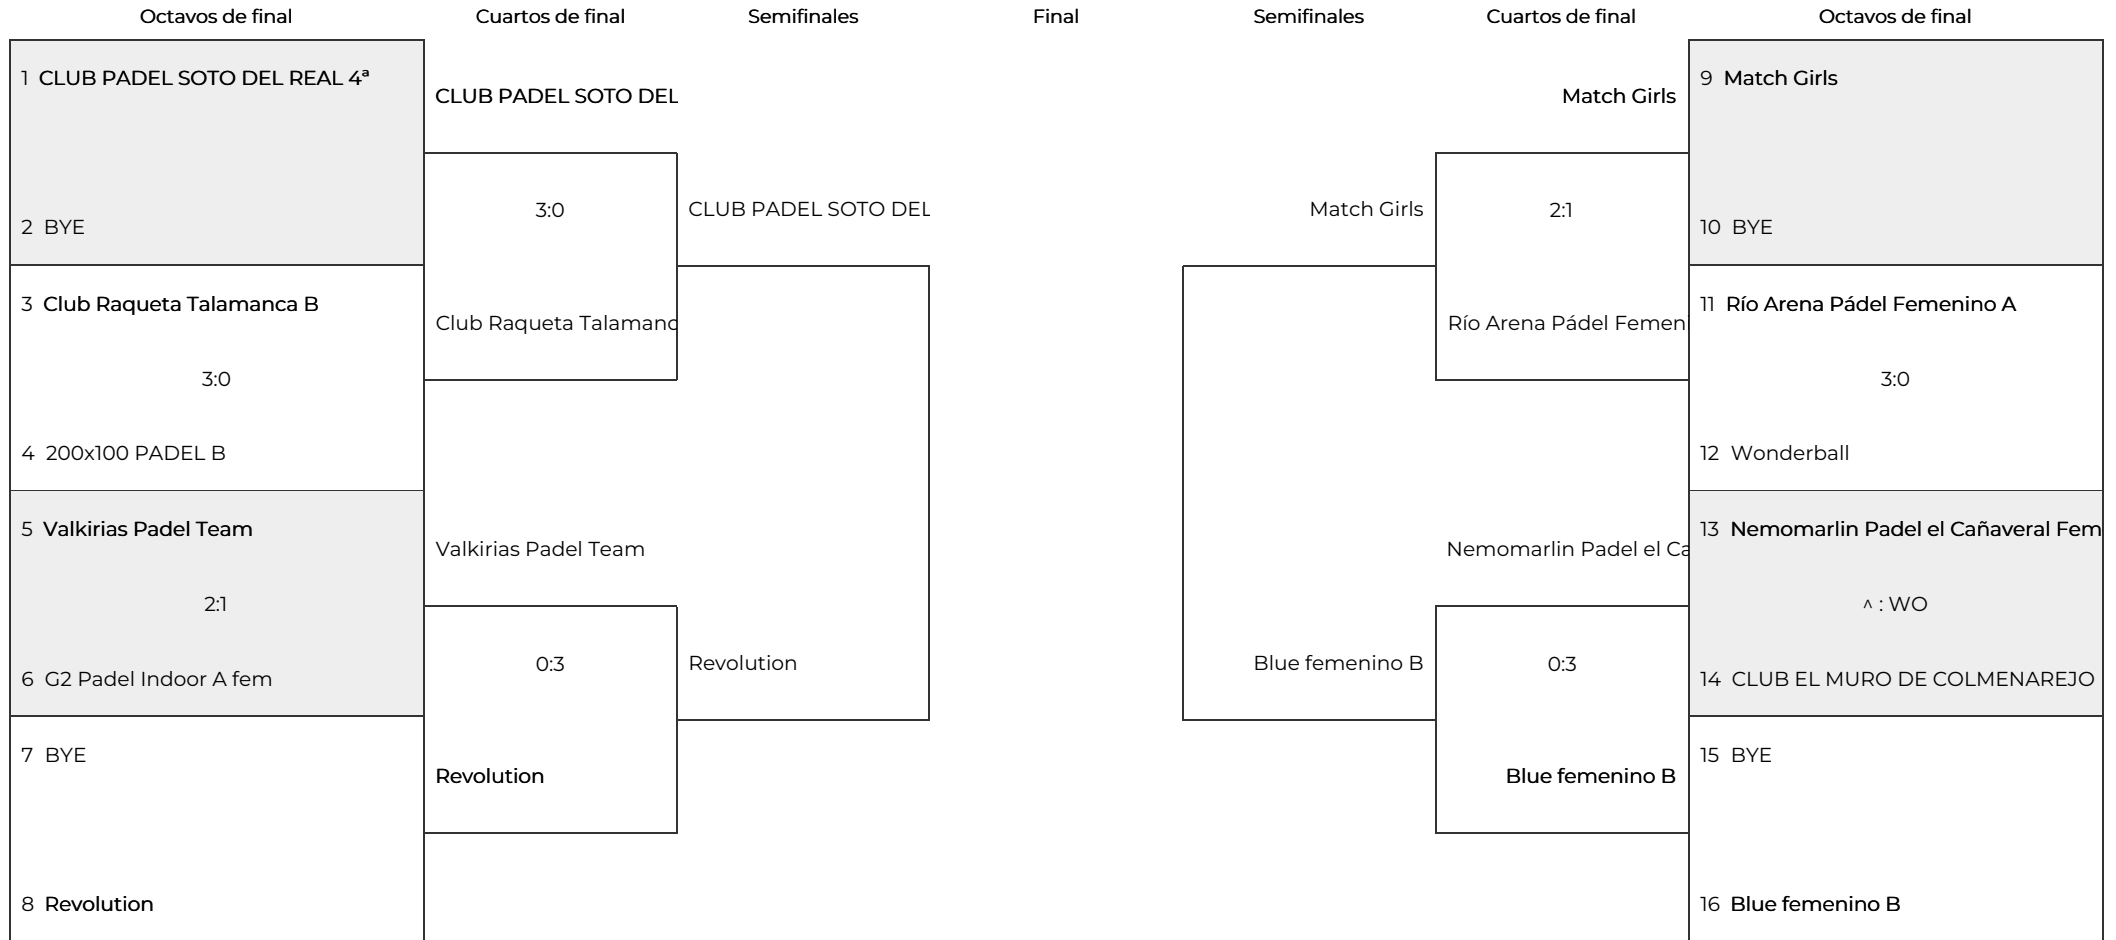 Octavos de final
Cuartos de final
Semifinales
Final
Semifinales
Cuartos de final
Octavos de final
1 CLUB PADEL SOTO DEL REAL 4ª
2 BYE
3 Club Raqueta Talamanca B
3:0
4 200x100 PADEL B
5 Valkirias Padel Team
2:1
6 G2 Padel Indoor A fem
7 BYE
8 Revolution
CLUB PADEL SOTO DEL
3:0
Club Raqueta Talamanc
Valkirias Padel Team
0:3
Revolution
CLUB PADEL SOTO DEL
Revolution
Match Girls
Blue femenino B
Match Girls
2:1
Río Arena Pádel Femen
Nemomarlin Padel el Ca
0:3
Blue femenino B
9 Match Girls
10 BYE
11 Río Arena Pádel Femenino A
3:0
12 Wonderball
13 Nemomarlin Padel el Cañaveral Fem
^ : WO
14 CLUB EL MURO DE COLMENAREJO
15 BYE
16 Blue femenino B